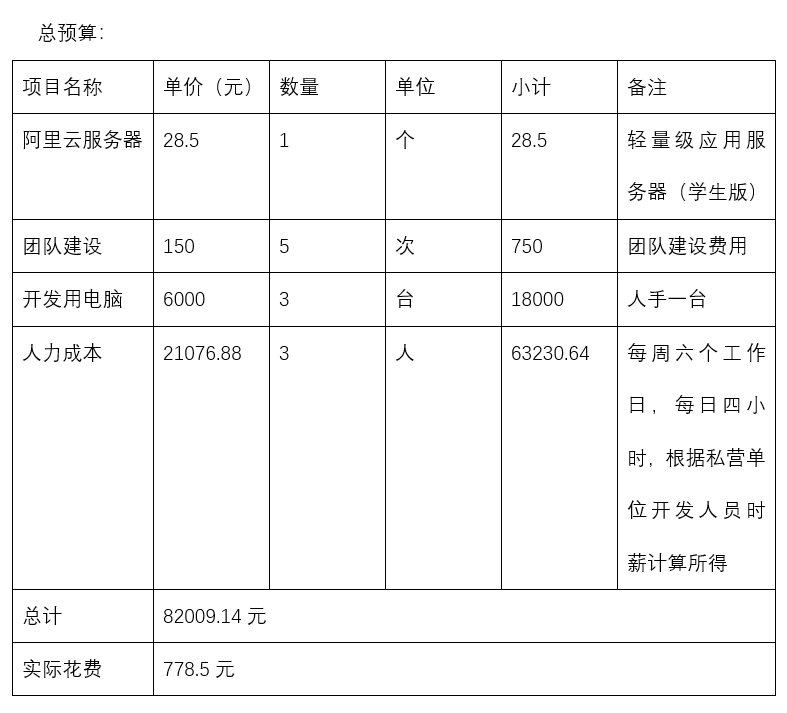 总预算：
项目名称 单价（元） 数量 单位 小计 备注
阿里云服务器 28.5 1 个 28.5 轻量级应用服
务器（学生版）
团队建设 150 5 次 750 团队建设费用
开发用电脑 6000 3 台 18000 人手一台
人力成本 21076.88 3 人 63230.64 每周六个工作
日，每日四小
时，根据私营单
位开发人员时
薪计算所得
总计 82009.14 元
实际花费 778.5 元